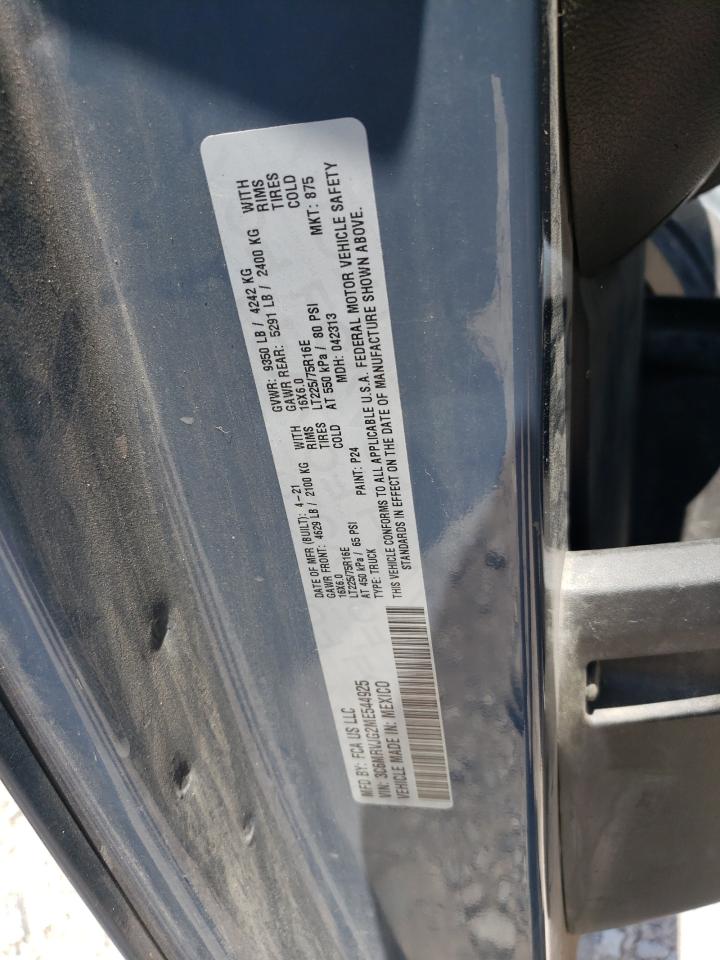 MFD BY: FCA US LLC
VIN: 3C6MRVJG2ME544925
VEHICLE MADE IN: MEXICO
DATE OF MFR (BUILT): 4-21 GVWR: 9350 LB / 4242 KG
GAWR FRONT: 4629 LB / 2100 KG WITH GAWR REAR: 5291 LB / 2400 KG WITH
16X6.0 RIMS 16X6.0 RIMS
LT225/75R16E TIRES LT225/75R16E TIRES
AT 450 kPa / 65 PSI COLD AT 550 kPa / 80 PSI COLD
TYPE: TRUCK PAINT: P24 MDH: 042313 MKT: 875
THIS VEHICLE CONFORMS TO ALL APPLICABLE U.S.A. FEDERAL MOTOR VEHICLE SAFETY
STANDARDS IN EFFECT ON THE DATE OF MANUFACTURE SHOWN ABOVE.